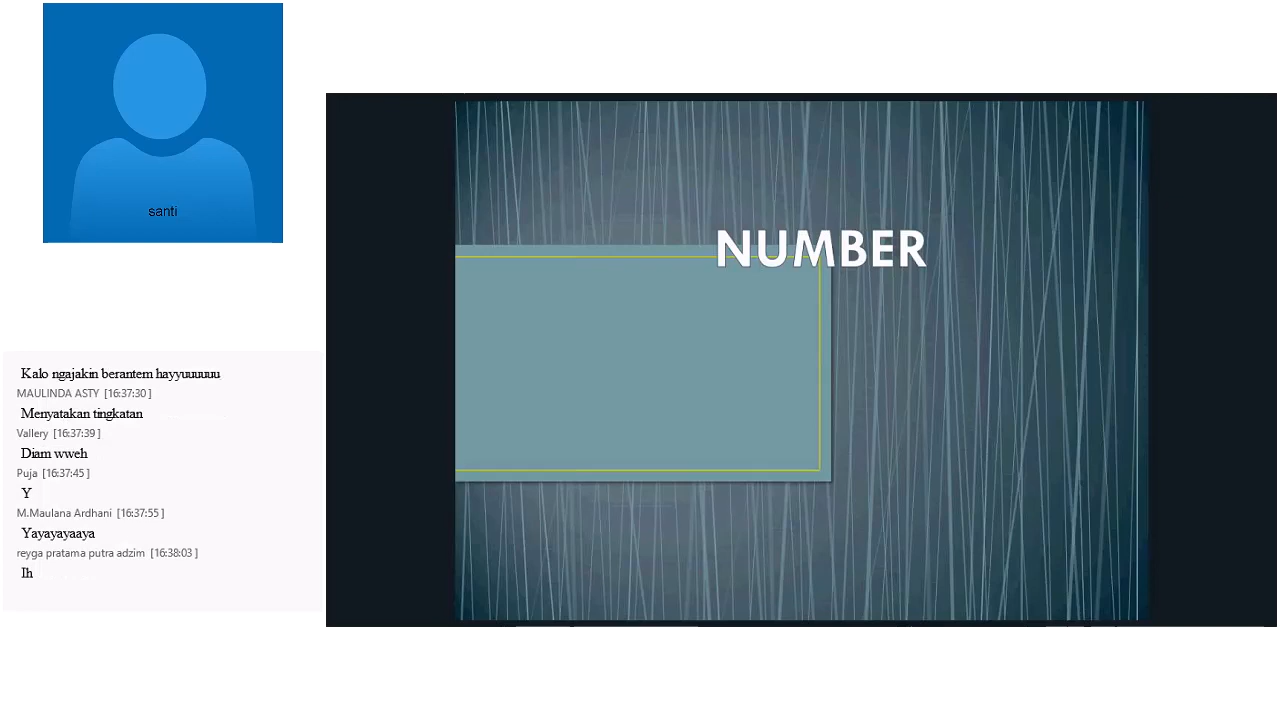 santi
NUMBER
Kalo ngajakin berantem hayyuuuuuu
MAULINDA ASTY [16:37:30 ]
Menyatakan tingkatan
Vallery [16:37:39 ]
Diam wweh
Puja [16:37:45 ]
Y
M.Maulana Ardhani [16:37:55 ]
Yayayayaaya
reyga pratama putra adzim [16:38:03 ]
Ih